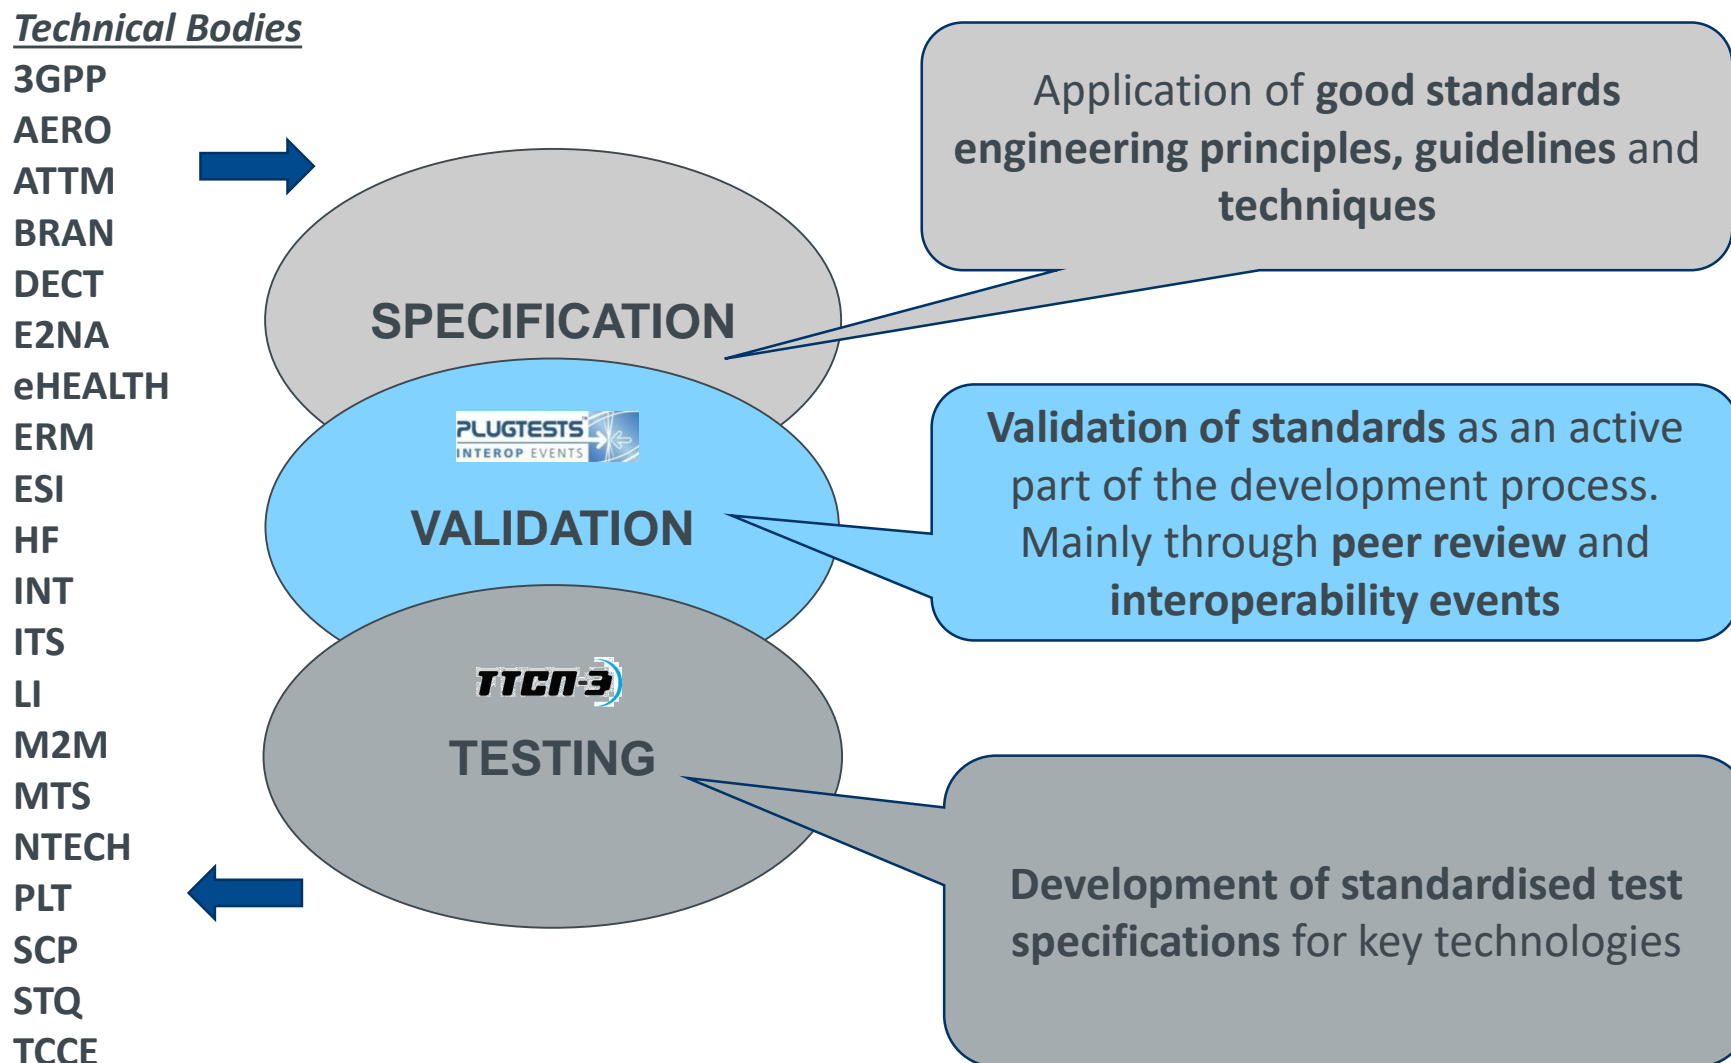 Technical Bodies
3GPP
AERO
ATTM
BRAN
DECT
E2NA
eHEALTH
ERM
ESI
HF
INT
ITS
LI
M2M
MTS
NTECH
PLT
SCP
STQ
TCCE
SPECIFICATION
PLUGTESTS™
INTEROP EVENTS
VALIDATION
TTCN-3
TESTING
Application of good standards
engineering principles, guidelines and
techniques
Validation of standards as an active
part of the development process.
Mainly through peer review and
interoperability events
Development of standardised test
specifications for key technologies